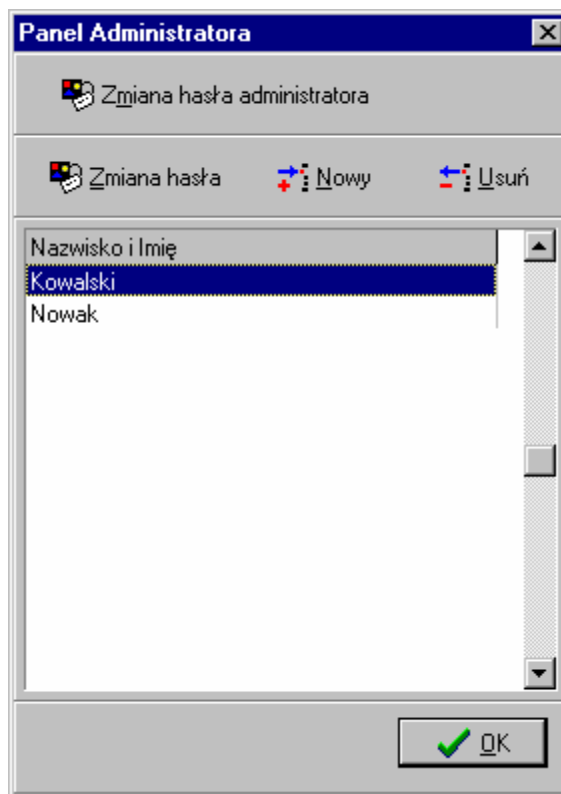 Panel Administratora
Zmiana hasła administratora
Zmiana hasła Nowy Usuń
Nazwisko i Imię
Kowalski
Nowak
OK